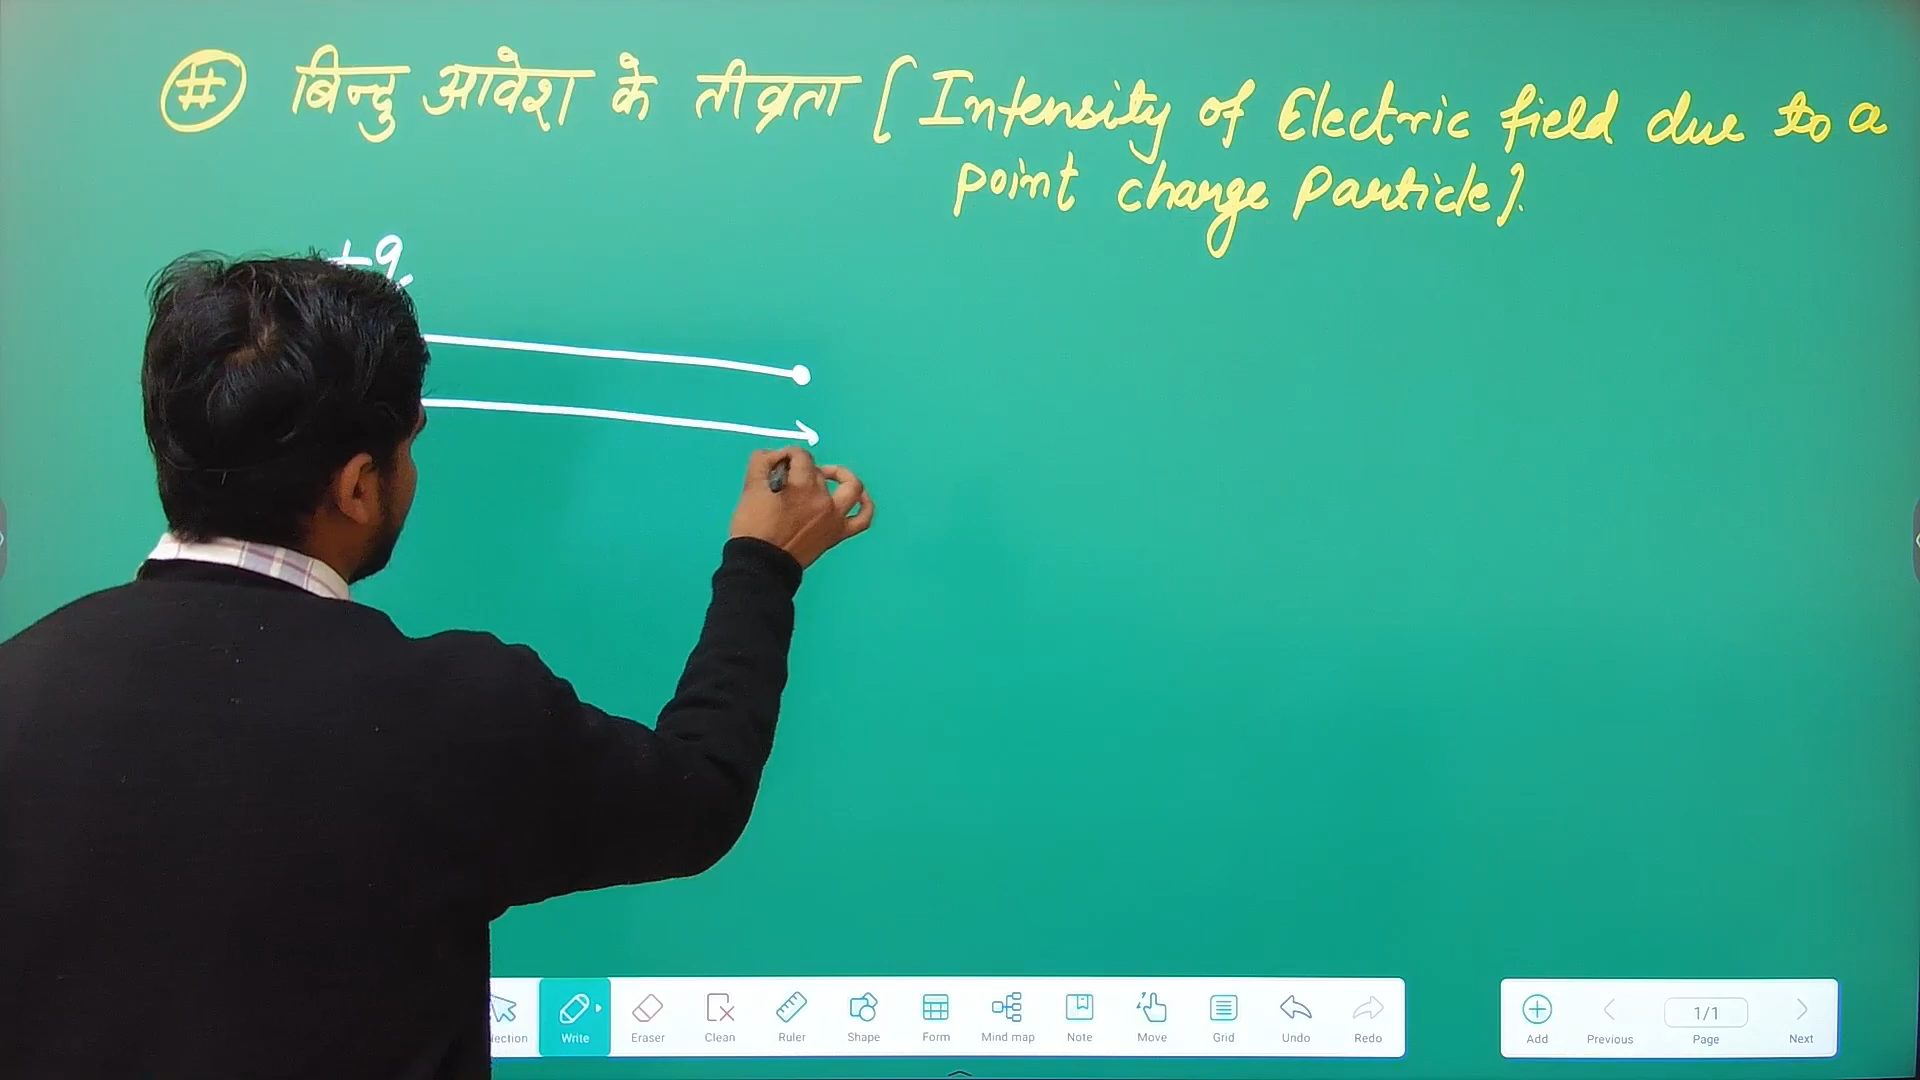 # बिन्दु आवेश के तीव्रता [Intensity of Electric field due to a
point charge Particle].
+q
Write
Eraser
Clean
Ruler
Shape
Form
Mind map
Note
Move
Grid
Undo
Redo
Add
Previous
1/1
Page
Next